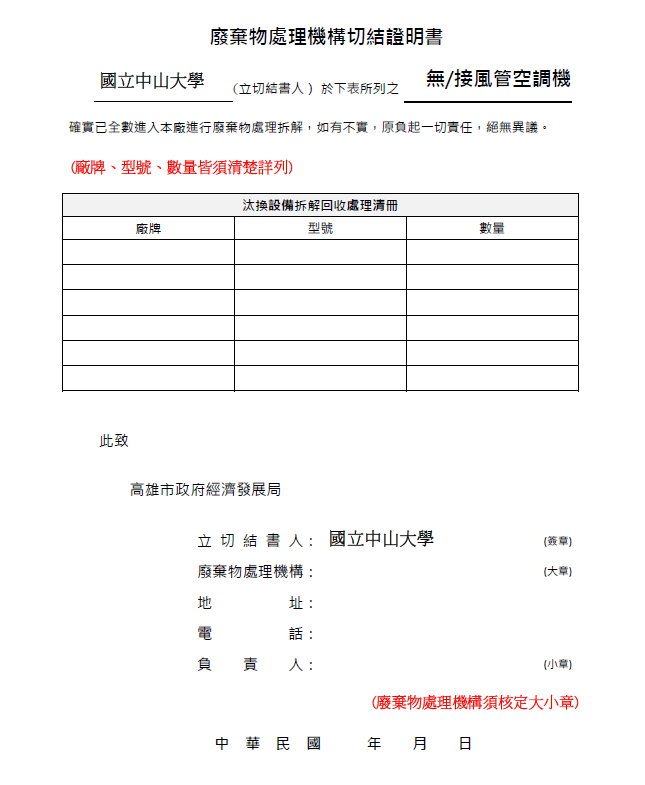 廢棄物處理機構切結證明書
國立中山大學 (立切結書人) 於下表所列之 無/接風管空調機
確實已全數進入本廠進行廢棄物處理拆解，如有不實，原負起一切責任，絕無異議。
(廠牌、型號、數量皆須清楚詳列)
汰換設備拆解回收處理清冊
廠牌 型號 數量
此致
高雄市政府經濟發展局
立切結書人： 國立中山大學 (簽章)
廢棄物處理機構： (大章)
地址：
電話：
負責人： (小章)
(廢棄物處理機構須核定大小章)
中華民國 年 月 日